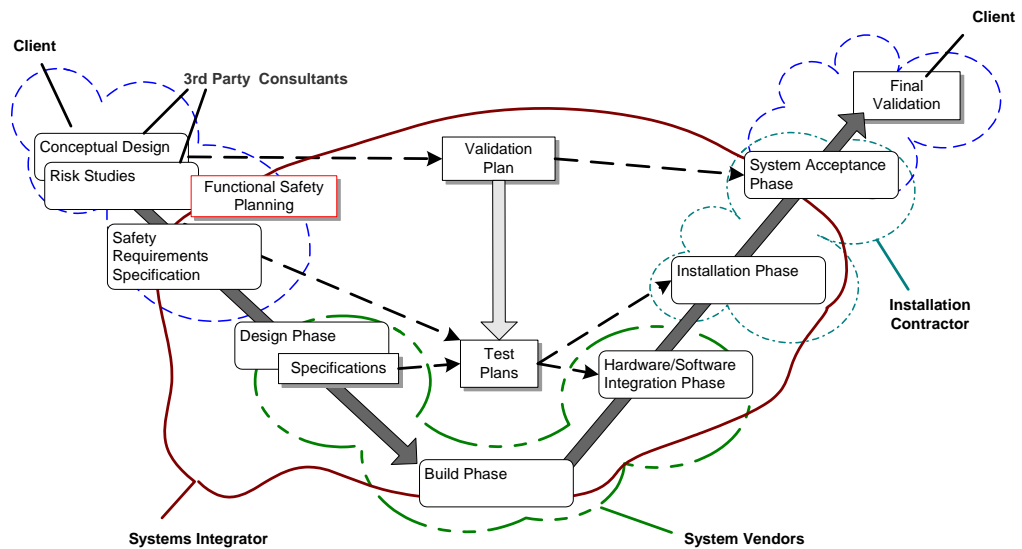 Client
Client
3rd Party Consultants
Final
Validation
Conceptual Design
Risk Studies
Validation
Plan
System Acceptance
Phase
Functional Safety
Planning
Safety
Requirements
Specification
Installation Phase
Installation
Contractor
Design Phase
Specifications
Test
Plans
Hardware/Software
Integration Phase
Build Phase
Systems Integrator
System Vendors